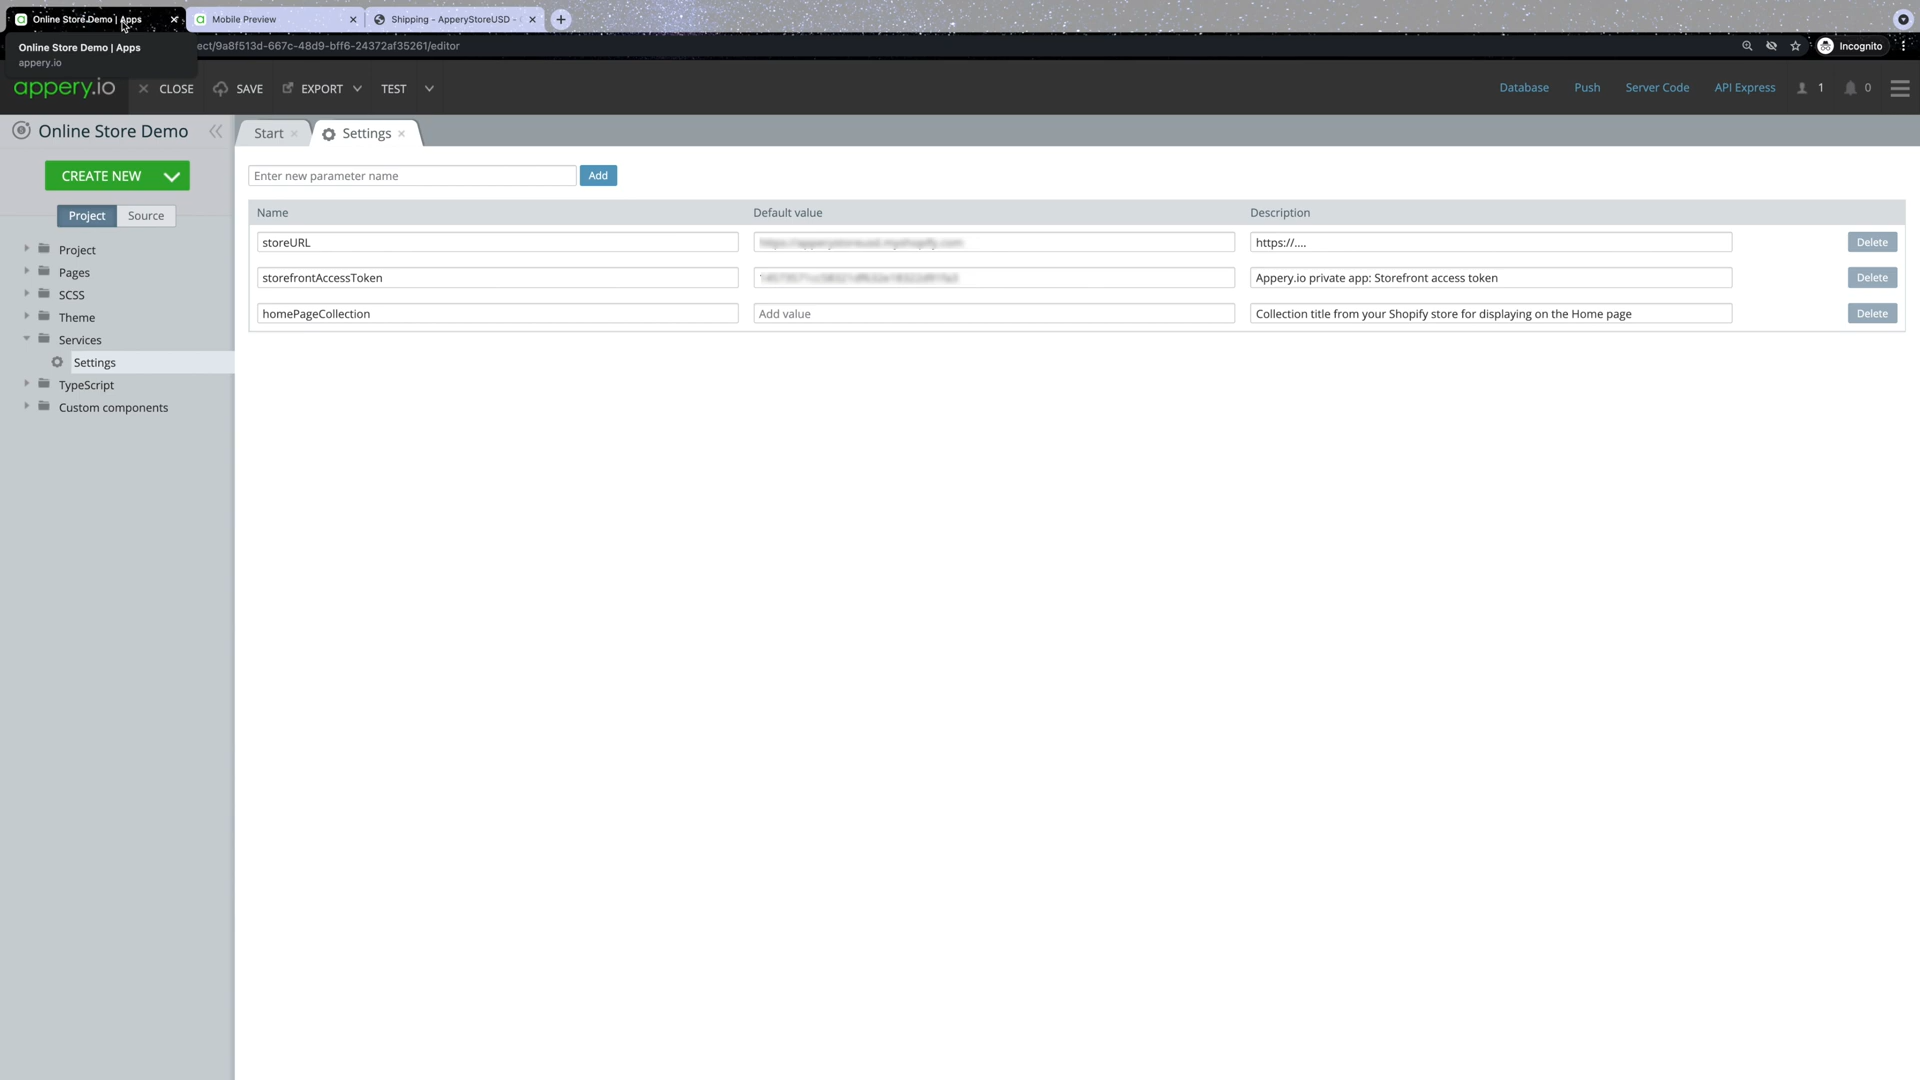 Online Store Demo | Apps
Mobile Preview
Shipping - ApperyStoreUSD -
Online Store Demo | Apps
appery.io
ect/9a8f513d-667c-48d9-bff6-24372af35261/editor
Incognito
appery.io
CLOSE
SAVE
EXPORT
TEST
Database
Push
Server Code
API Express
1
0
Online Store Demo
Start
Settings
CREATE NEW
Enter new parameter name
Add
Project
Source
Name
Default value
Description
storeURL
https://....
Delete
storefrontAccessToken
Appery.io private app: Storefront access token
Delete
homePageCollection
Add value
Collection title from your Shopify store for displaying on the Home page
Delete
Project
Pages
SCSS
Theme
Services
Settings
TypeScript
Custom components